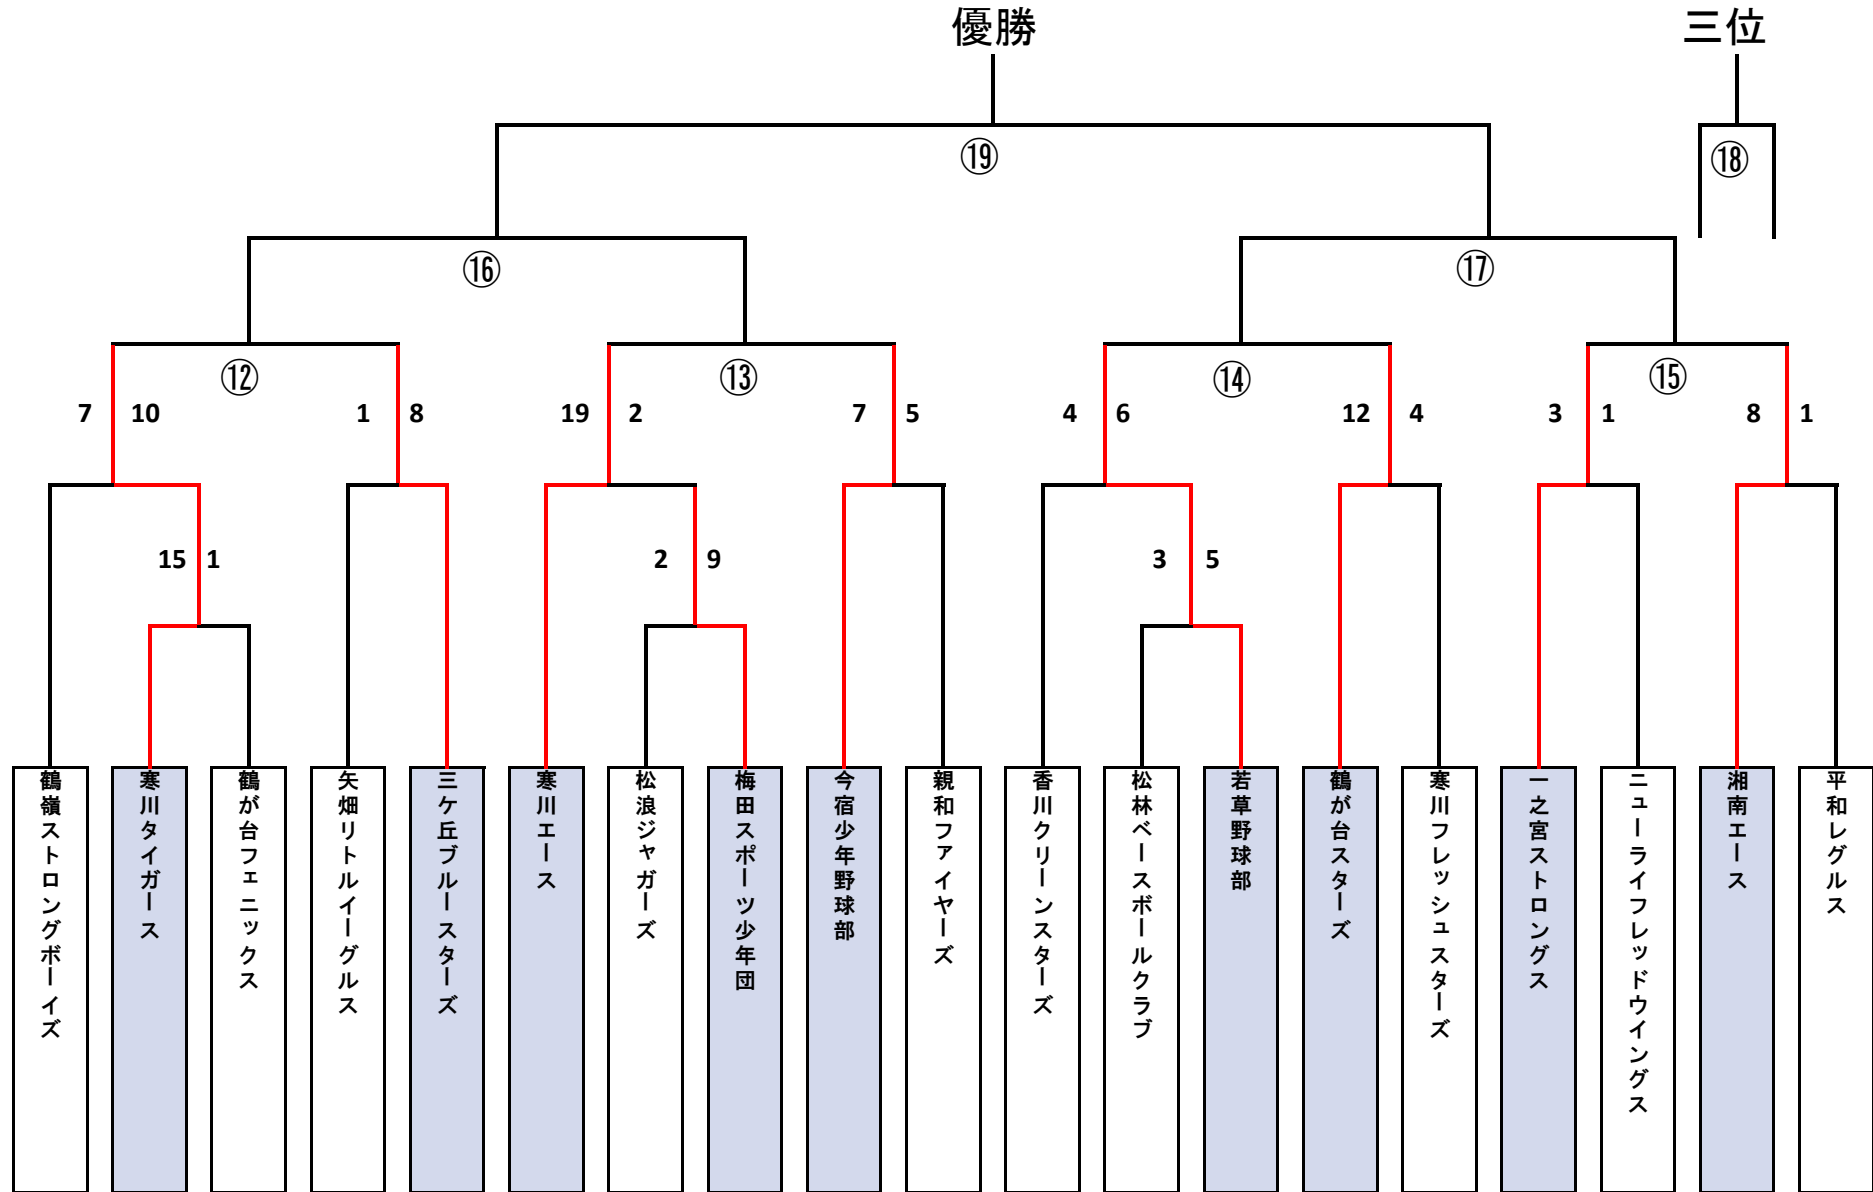 優勝
三位
⑲
⑱
⑯
⑰
⑫
⑬
⑭
⑮
7 10
1 8
19 2
7 5
4 6
12 4
3 1
8 1
15 1
2 9
3 5
鶴嶺ストロングボーイズ
寒川タイガース
鶴が台フェニックス
矢畑リトルイーグルス
三ケ丘ブルースターズ
寒川エース
松浪ジャガーズ
梅田スポーツ少年団
今宿少年野球部
親和ファイヤーズ
香川クリーンスターズ
松林ベースボールクラブ
若草野球部
鶴が台スターズ
寒川フレッシュスターズ
一之宮ストロングス
ニューライフレッドウイングス
湘南エース
平和レグルス